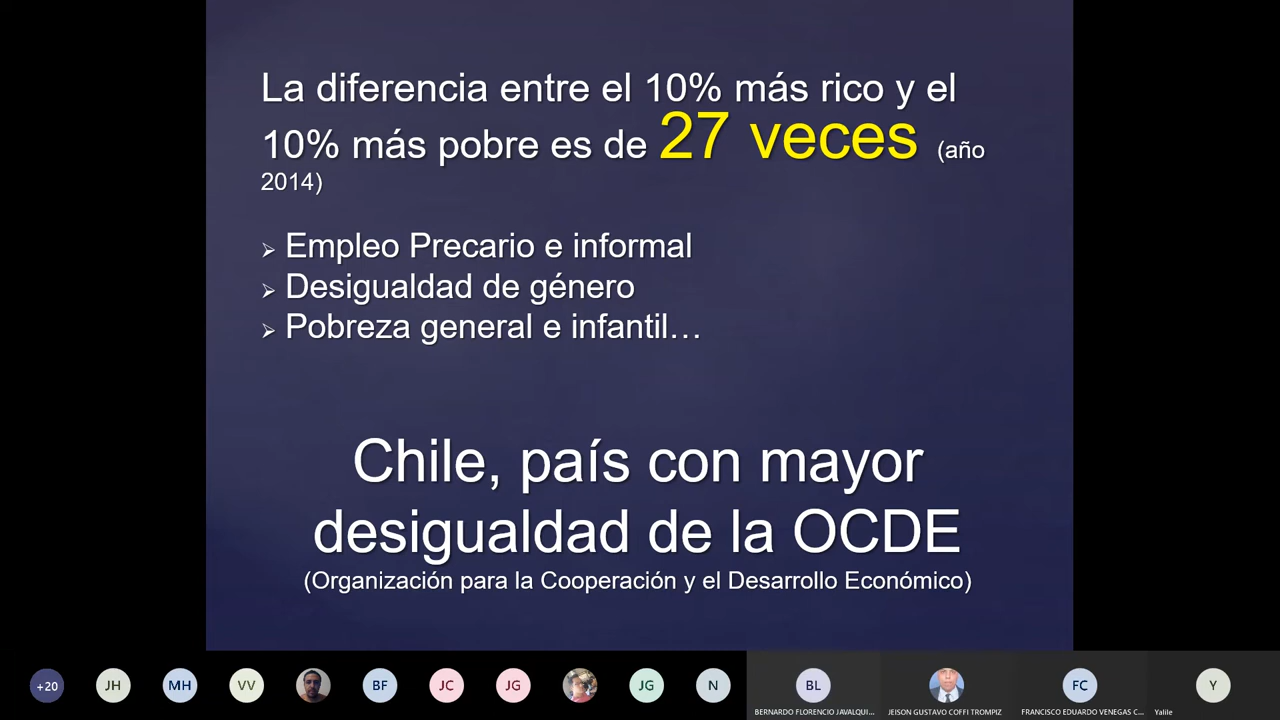 La diferencia entre el 10% más rico y el
10% más pobre es de 27 veces (año
2014)
➢ Empleo Precario e informal
➢ Desigualdad de género
➢ Pobreza general e infantil…
Chile, país con mayor
desigualdad de la OCDE
(Organización para la Cooperación y el Desarrollo Económico)
+20 JH MH VV BF JC JG JG N BL FC Y
BERNARDO FLORENCIO JAVALQUI... JEISON GUSTAVO COFFI TROMPIZ FRANCISCO EDUARDO VENEGAS C... Yalile